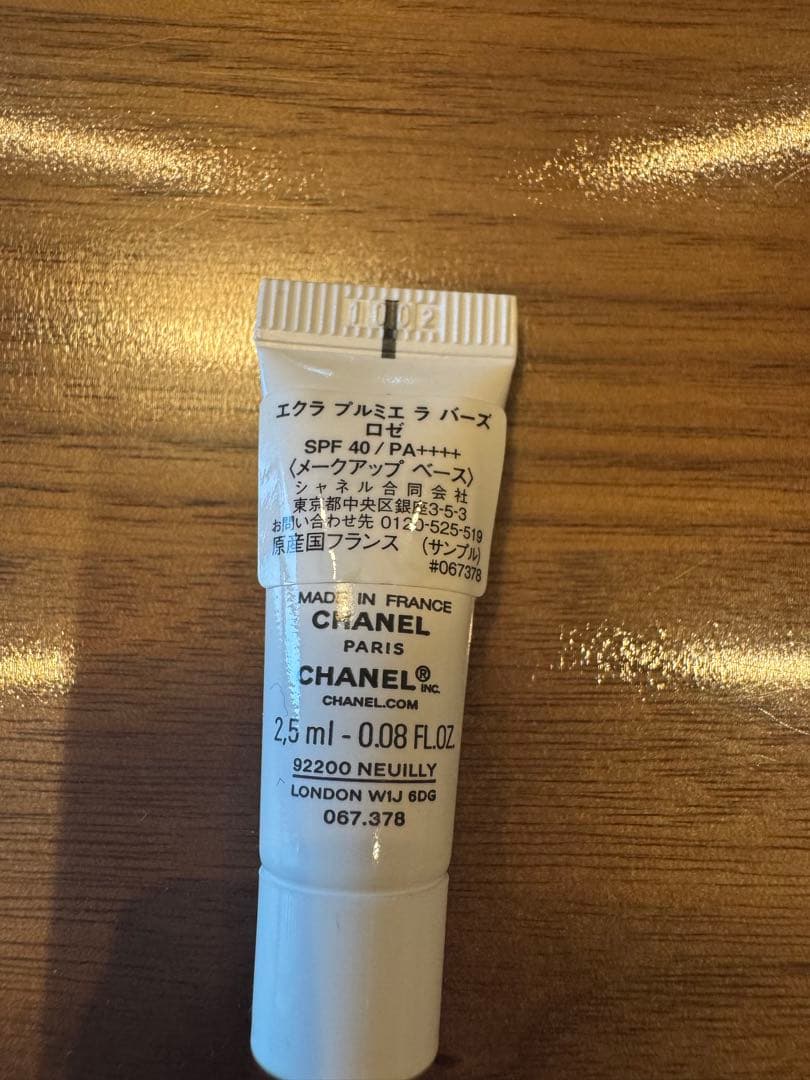 1002
エクラ プルミエ ラ バーズ
ロゼ
SPF 40 / PA++++
〈メークアップ ベース〉
シャネル合同会社
東京都中央区銀座3-5-3
お問い合わせ先 0120-525-519
原産国フランス (サンプル)
#067378
MADE IN FRANCE
CHANEL
PARIS
CHANEL® INC.
CHANEL.COM
2,5 ml - 0.08 FL.OZ.
92200 NEUILLY
LONDON W1J 6DG
067.378